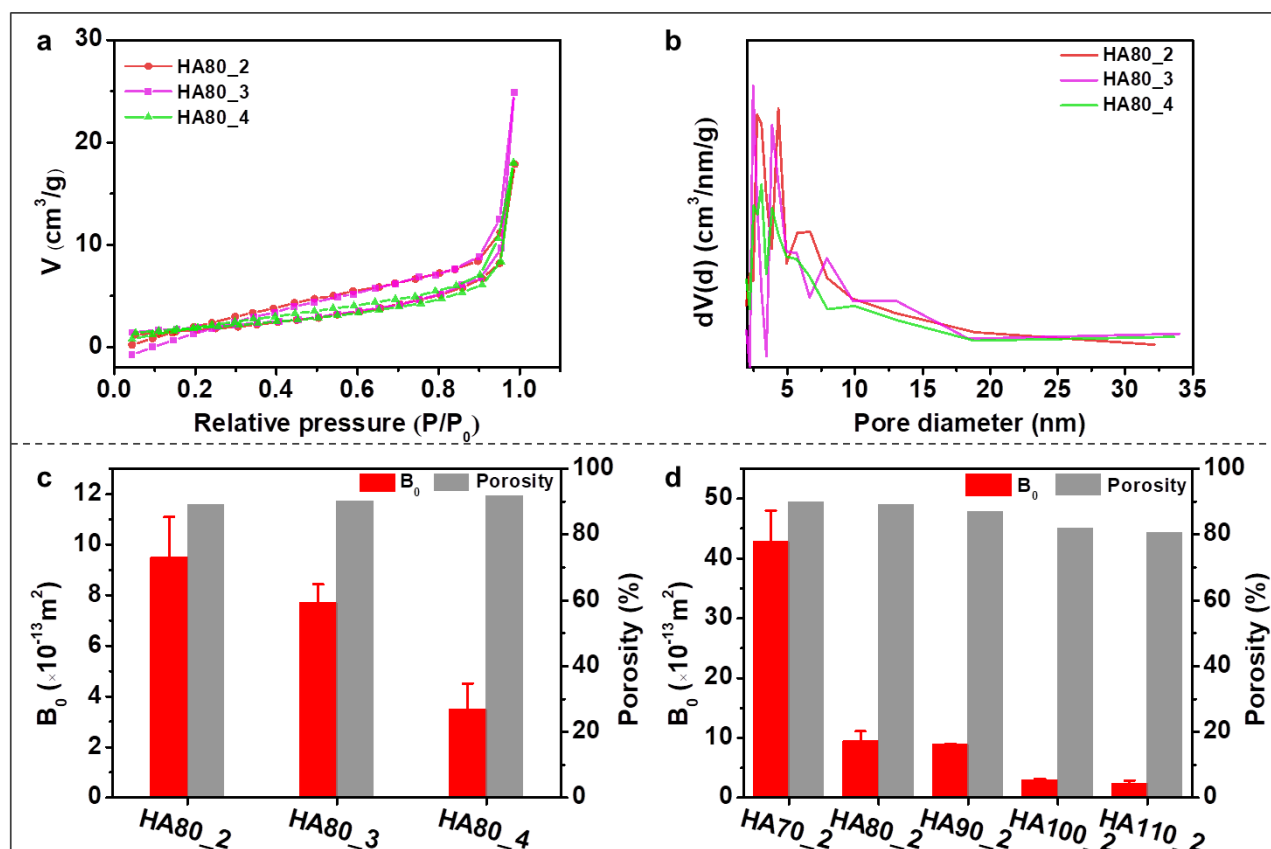 a
HA80_2
HA80_3
HA80_4
30
20
10
0
V (cm³/g)
0.0 0.2 0.4 0.6 0.8 1.0
Relative pressure (P/P₀)
b
HA80_2
HA80_3
HA80_4
dV(d) (cm³/nm/g)
5 10 15 20 25 30 35
Pore diameter (nm)
c
B₀ Porosity
12
10
8
6
4
2
0
B₀ (×10⁻¹³m²)
100
80
60
40
20
0
Porosity (%)
HA80_2 HA80_3 HA80_4
d
B₀ Porosity
50
40
30
20
10
0
B₀ (×10⁻¹³m²)
100
80
60
40
20
0
Porosity (%)
HA70_2 HA80_2 HA90_2 HA100_2 HA110_2